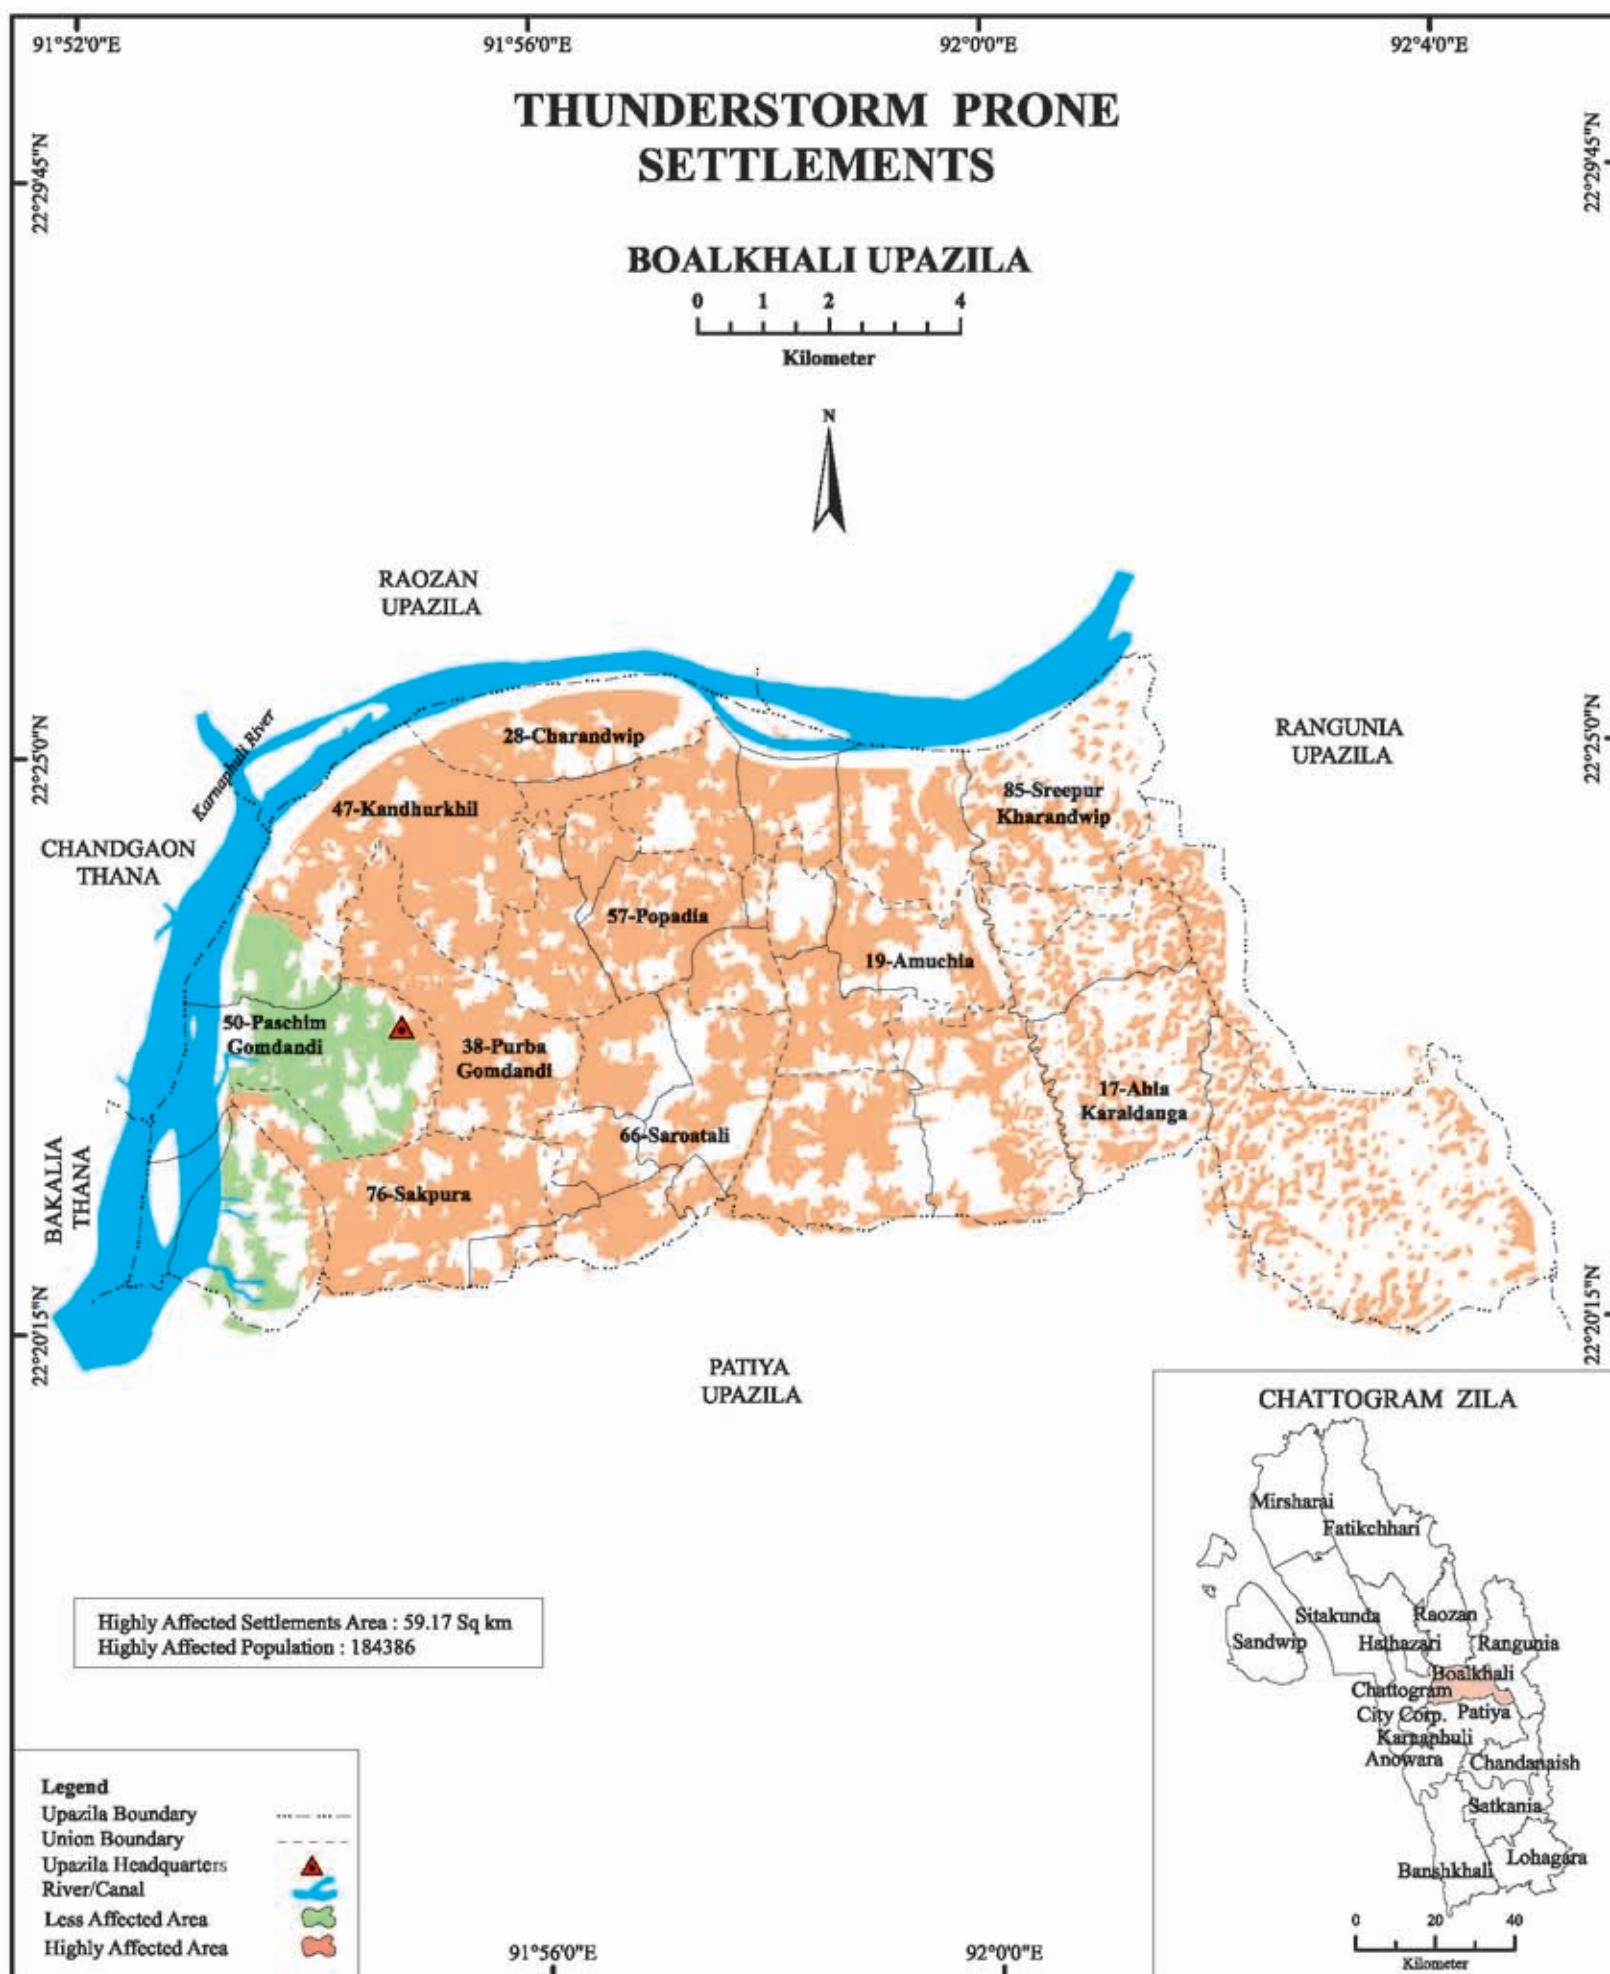 91°52'0"E
91°56'0"E
92°0'0"E
92°4'0"E
THUNDERSTORM PRONE
SETTLEMENTS
22°29'45"N
22°29'45"N
BOALKHALI UPAZILA
0 1 2 4
Kilometer
N
RAOZAN
UPAZILA
RANGUNIA
UPAZILA
22°25'0"N
22°25'0"N
Karnaphuli River
28-Charandwip
47-Kandhurkhil
85-Sreepur
Kharandwip
CHANDGAON
THANA
57-Popadia
19-Amuchia
50-Paschim
Gomdandi
38-Purba
Gomdandi
17-Ahla
Karaldanga
66-Saroatali
BAKALIA
THANA
76-Sakpura
22°20'15"N
22°20'15"N
PATIYA
UPAZILA
CHATTOGRAM ZILA
Mirsharai
Fatikchhari
Sitakunda
Raozan
Sandwip
Hathazari
Rangunia
Boalkhali
Chattogram
City Corp.
Patiya
Karnaphuli
Anowara
Chandanaish
Satkania
Banshkhali
Lohagara
0 20 40
Kilometer
Highly Affected Settlements Area : 59.17 Sq km
Highly Affected Population : 184386
Legend
Upazila Boundary
Union Boundary
Upazila Headquarters
River/Canal
Less Affected Area
Highly Affected Area
91°56'0"E
92°0'0"E